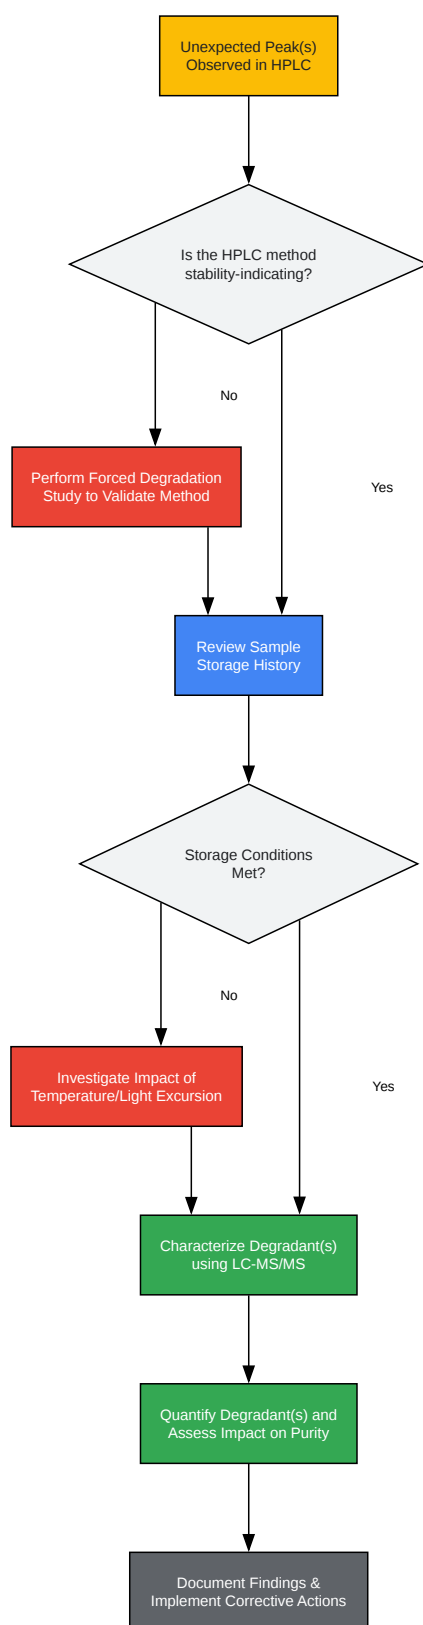 Unexpected Peak(s)
Observed in HPLC
Is the HPLC method
stability-indicating?
No
Perform Forced Degradation
Study to Validate Method
Yes
Review Sample
Storage History
Storage Conditions
Met?
No
Investigate Impact of
Temperature/Light Excursion
Yes
Characterize Degradant(s)
using LC-MS/MS
Quantify Degradant(s) and
Assess Impact on Purity
Document Findings &
Implement Corrective Actions